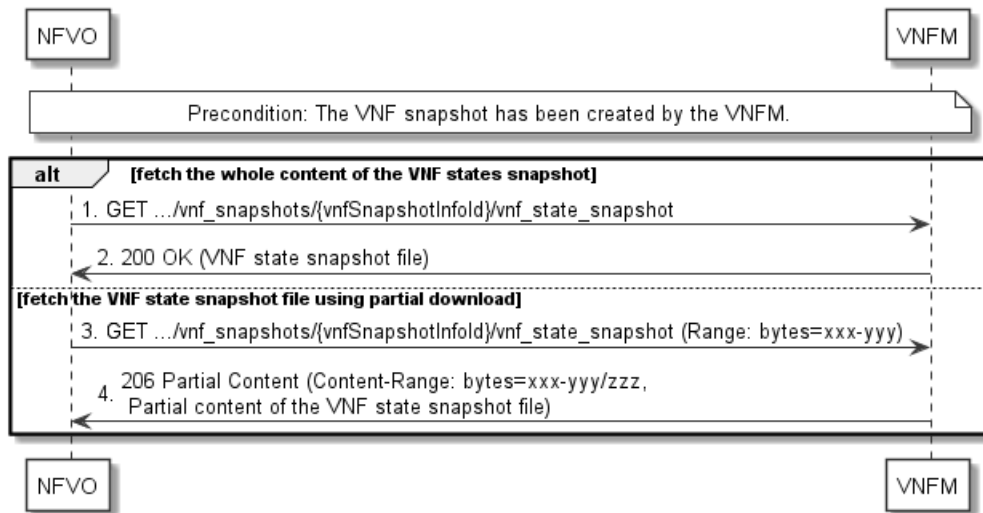 NFVO
VNFM
Precondition: The VNF snapshot has been created by the VNFM.
alt
[fetch the whole content of the VNF states snapshot]
1. GET .../vnf_snapshots/{vnfSnapshotInfoId}/vnf_state_snapshot
2. 200 OK (VNF state snapshot file)
[fetch the VNF state snapshot file using partial download]
3. GET .../vnf_snapshots/{vnfSnapshotInfoId}/vnf_state_snapshot (Range: bytes=xxx-yyy)
4. 206 Partial Content (Content-Range: bytes=xxx-yyy/zzz,
Partial content of the VNF state snapshot file)
NFVO
VNFM